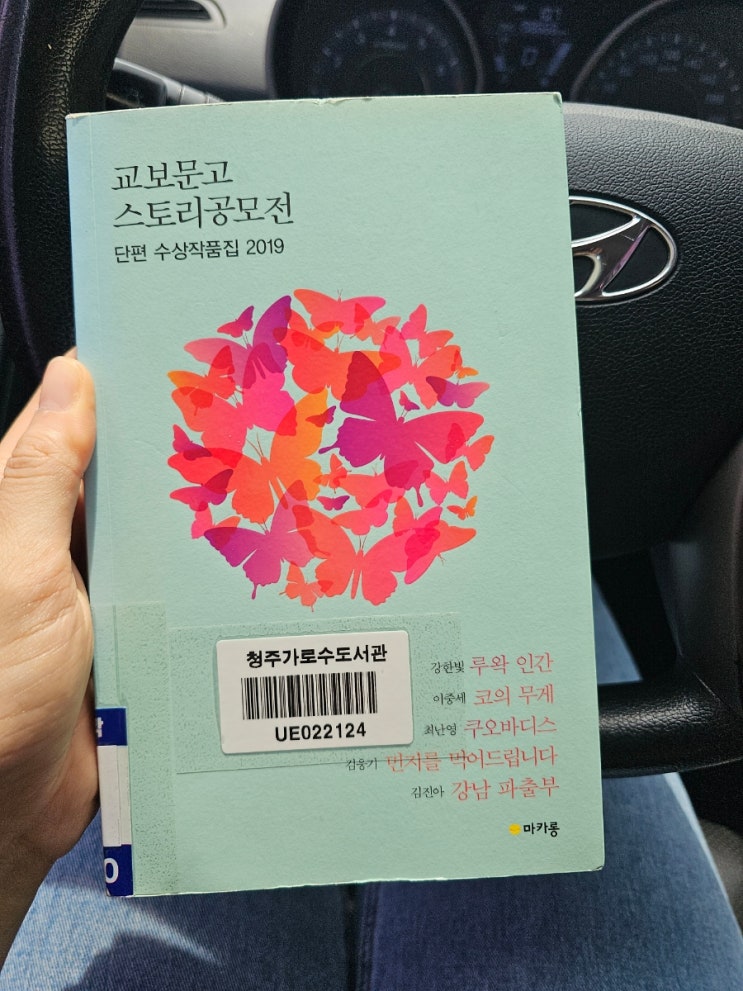 교보문고
스토리공모전
단편 수상작품집 2019
청주가로수도서관
UE022124
강한빛 루왁 인간
이중세 코의 무게
최난영 쿠오바디스
김웅기 먼지를 먹어드립니다
김진아 강남 파출부
마카롱